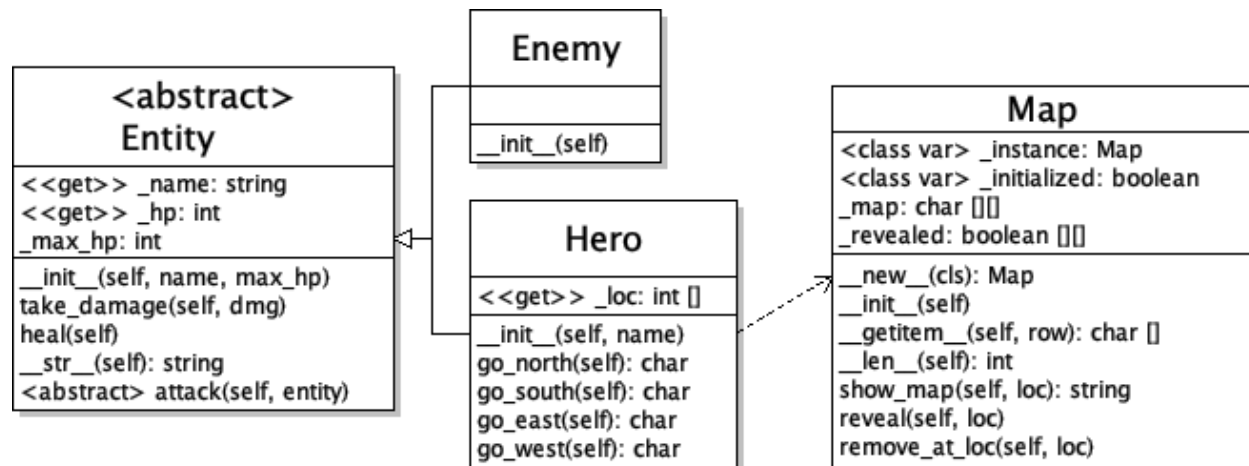 <abstract>
Entity
<<get>> _name: string
<<get>> _hp: int
_max_hp: int
__init__(self, name, max_hp)
take_damage(self, dmg)
heal(self)
__str__(self): string
<abstract> attack(self, entity)
Enemy
__init__(self)
Hero
<<get>> _loc: int []
__init__(self, name)
go_north(self): char
go_south(self): char
go_east(self): char
go_west(self): char
Map
<class var> _instance: Map
<class var> _initialized: boolean
_map: char [][]
_revealed: boolean [][]
__new__(cls): Map
__init__(self)
__getitem__(self, row): char []
__len__(self): int
show_map(self, loc): string
reveal(self, loc)
remove_at_loc(self, loc)